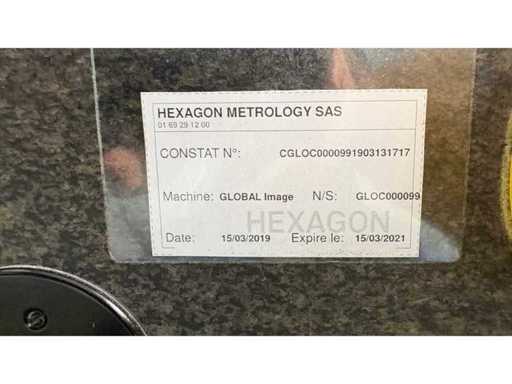 HEXAGON METROLOGY SAS
01 69 29 12 00
CONSTAT N°: CGLOC0000991903131717
Machine: GLOBAL Image N/S: GLOC000099
HEXAGON
Date: 15/03/2019 Expire le: 15/03/2021